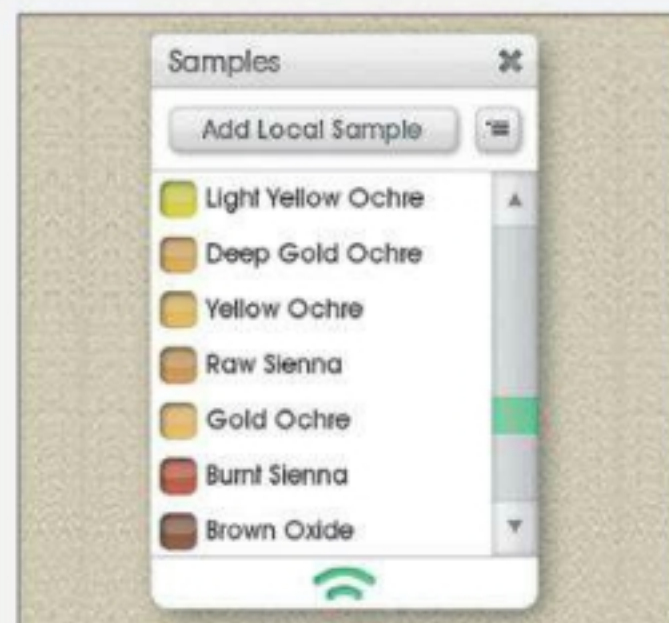 Samples
Add Local Sample
Light Yellow Ochre
Deep Gold Ochre
Yellow Ochre
Raw Sienna
Gold Ochre
Burnt Sienna
Brown Oxide